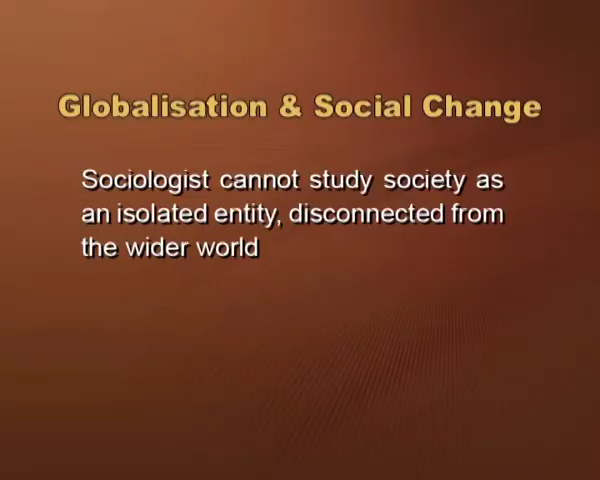 Globalisation & Social Change
Sociologist cannot study society as
an isolated entity, disconnected from
the wider world